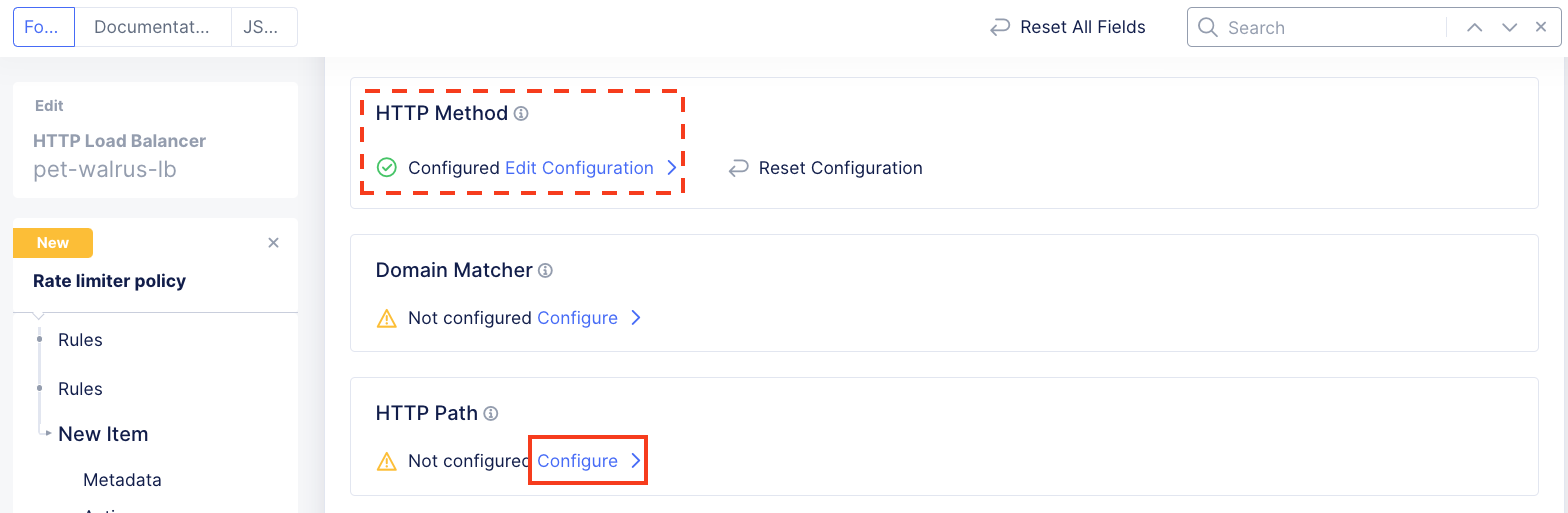 Fo... Documentat... JS... Reset All Fields Search
Edit
HTTP Load Balancer
pet-walrus-lb
New
Rate limiter policy
Rules
Rules
New Item
Metadata
HTTP Method
Configured Edit Configuration Reset Configuration
Domain Matcher
Not configured Configure
HTTP Path
Not configured Configure